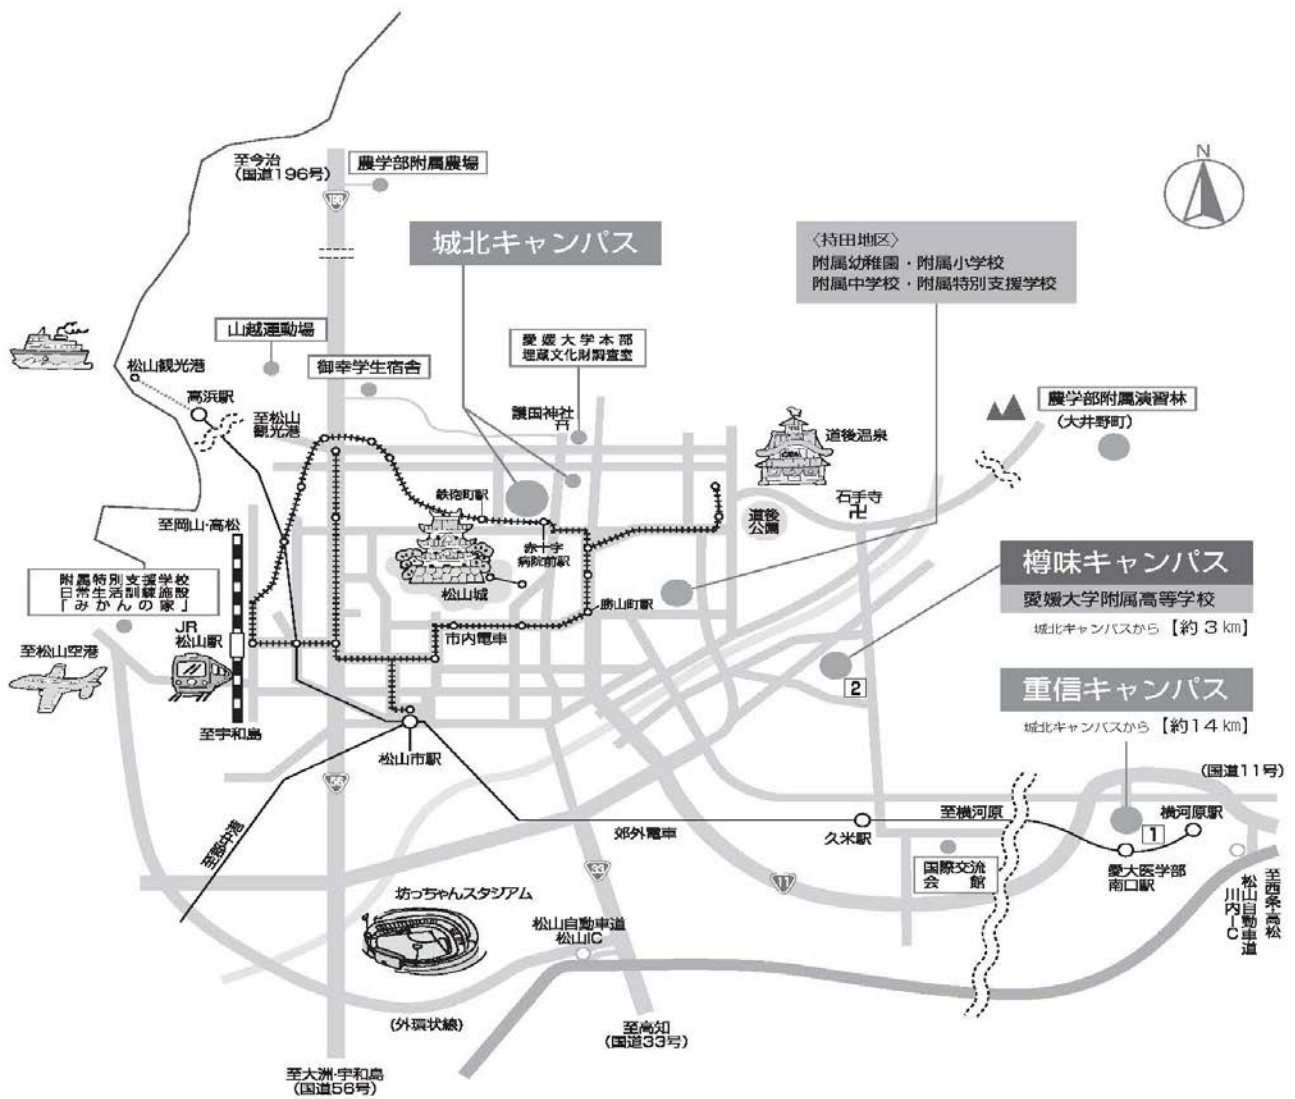 至今治
(国道196号)
農学部附属農場
196
N
城北キャンパス
〈持田地区〉
附属幼稚園・附属小学校
附属中学校・附属特別支援学校
山越運動場
愛媛大学本部
埋蔵文化財調査室
松山観光港
御幸学生宿舎
高浜駅
至松山
観光港
護国神社
道後温泉
農学部附属演習林
(大井野町)
鉄砲町駅
石手寺
道後
公園
至岡山・高松
赤十字
病院前駅
樽味キャンパス
愛媛大学附属高等学校
城北キャンパスから【約3km】
附属特別支援学校
日常生活訓練施設
「みかんの家」
松山城
勝山町駅
JR
松山駅
市内電車
至松山空港
2
重信キャンパス
城北キャンパスから【約14km】
至宇和島
松山市駅
56
(国道11号)
至横河原
横河原駅
郊外電車
久米駅
1
至郡中港
33
11
国際交流
会館
愛大医学部
南口駅
至西条・高松
松山自動車道
川内IC
坊っちゃんスタジアム
松山自動車道
松山IC
(外環状線)
至高知
(国道33号)
至大洲・宇和島
(国道56号)